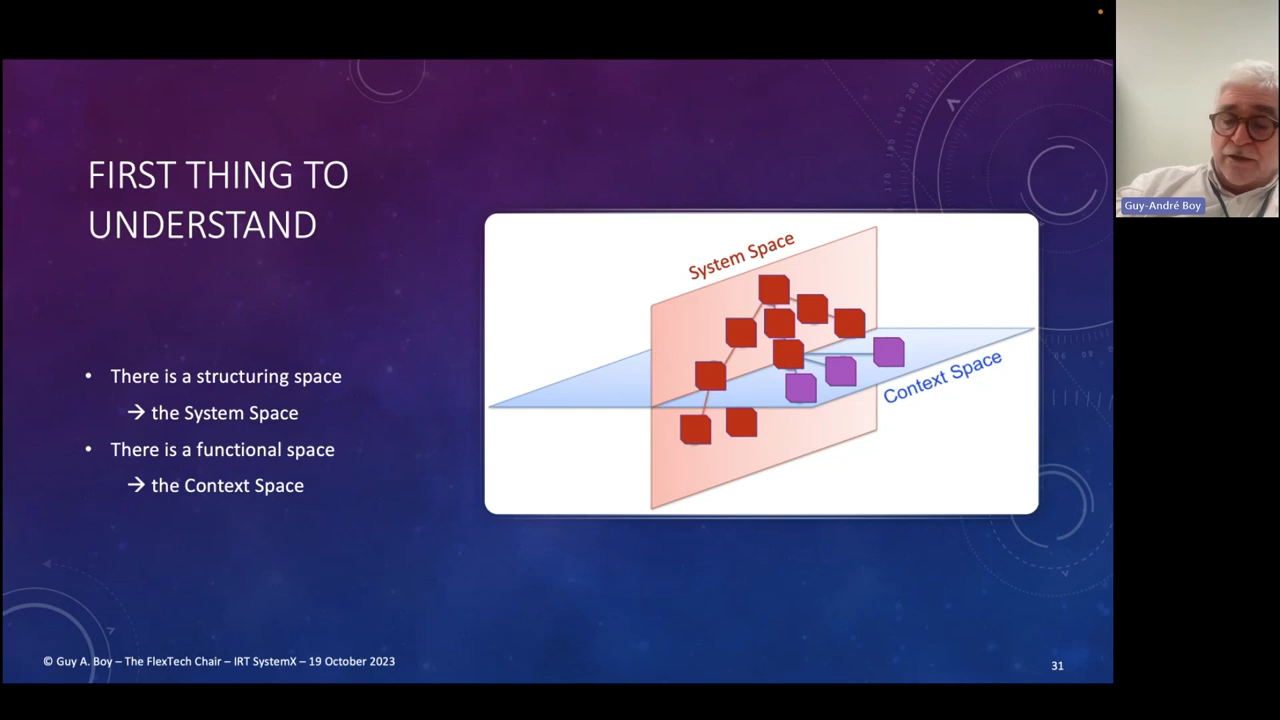 FIRST THING TO
UNDERSTAND
• There is a structuring space
→ the System Space
• There is a functional space
→ the Context Space
System Space
Context Space
© Guy A. Boy – The FlexTech Chair – IRT SystemX – 19 October 2023
31
Guy-André Boy